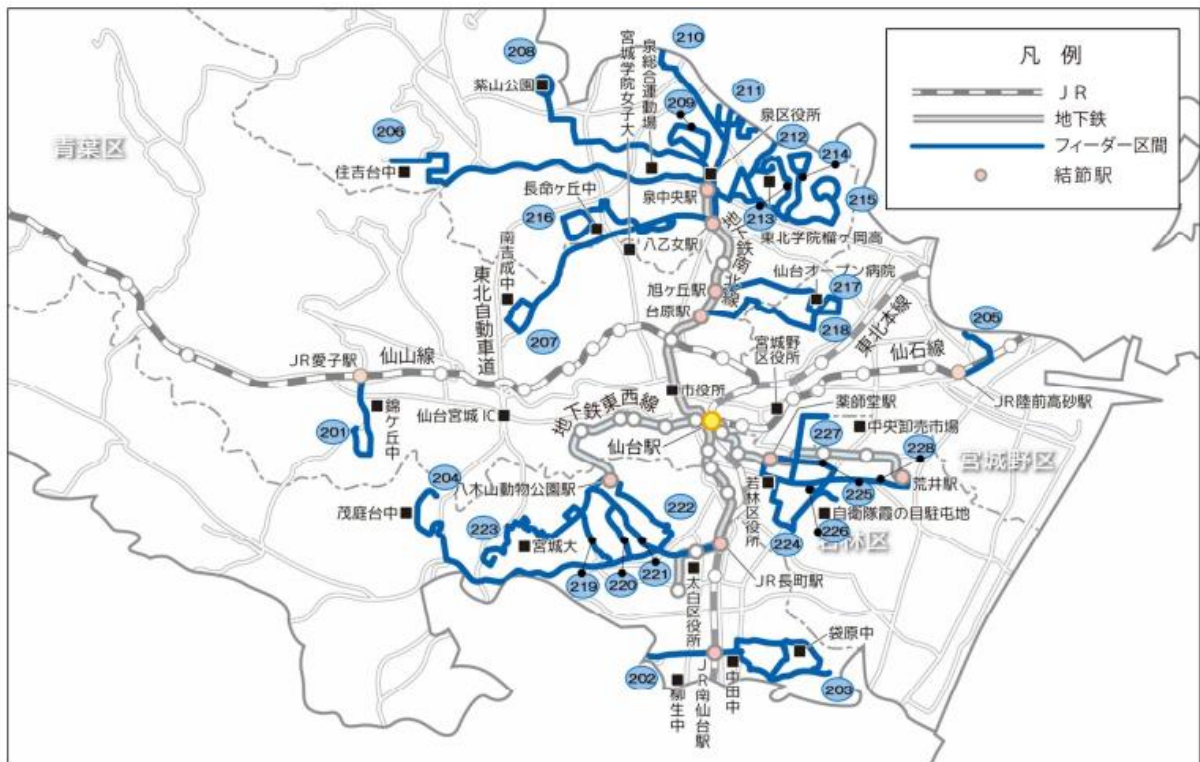 凡 例
JR
地下鉄
フィーダー区間
結節駅
208
紫山公園
宮城学院女子大
泉総合運動場
210
209
211
泉区役所
212
214
青葉区
206
住吉台中
長命ヶ丘中
216
泉中央駅
213
東北学院榴ヶ岡高
215
南吉成中
八乙女駅
地下鉄南北線
東北自動車道
旭ヶ丘駅
仙台オープン病院
217
台原駅
218
207
宮城野区役所
東北本線
仙石線
205
JR愛子駅
仙山線
市役所
薬師堂駅
JR陸前高砂駅
錦ケ丘中
201
仙台宮城IC
地下鉄東西線
仙台駅
227
中央卸売市場
228
宮城野区
204
八木山動物公園駅
若林区役所
225
荒井駅
茂庭台中
222
自衛隊霞の目駐屯地
223
宮城大
224
226
若林区
219
220
221
太白区役所
JR長町駅
袋原中
202
柳生中
JR南仙台駅
中田中
203